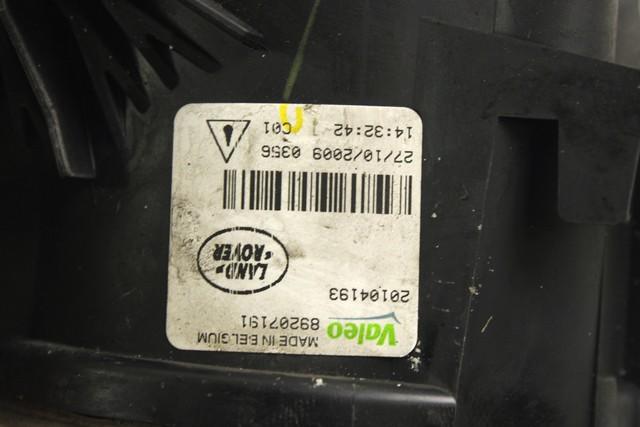 MADE IN BELGIUM
Valeo 89207191
20104193
LAND-
ROVER
27/10/2009 0356
14:32:42 C01